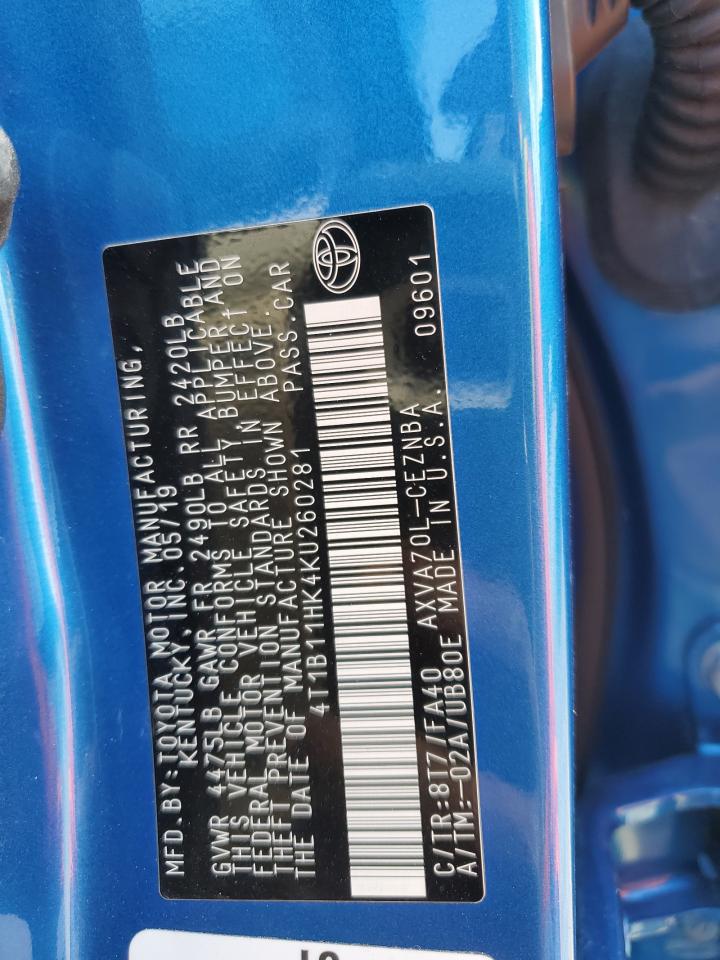 MFD.BY:TOYOTA MOTOR MANUFACTURING,
KENTUCKY, INC.05/19
GVWR 4475LB GAWR FR 2490LB RR 2420LB
THIS VEHICLE CONFORMS TO ALL APPLICABLE
FEDERAL MOTOR VEHICLE SAFETY,BUMPER,AND
THEFT PREVENTION STANDARDS IN EFFECT ON
THE DATE OF MANUFACTURE SHOWN ABOVE.
4T1B11HK4KU260281 PASS.CAR
C/TR:8T7/FA40 AXVA70L-CEZNBA 09601
A/TM:-02A/UB80E MADE IN U.S.A.